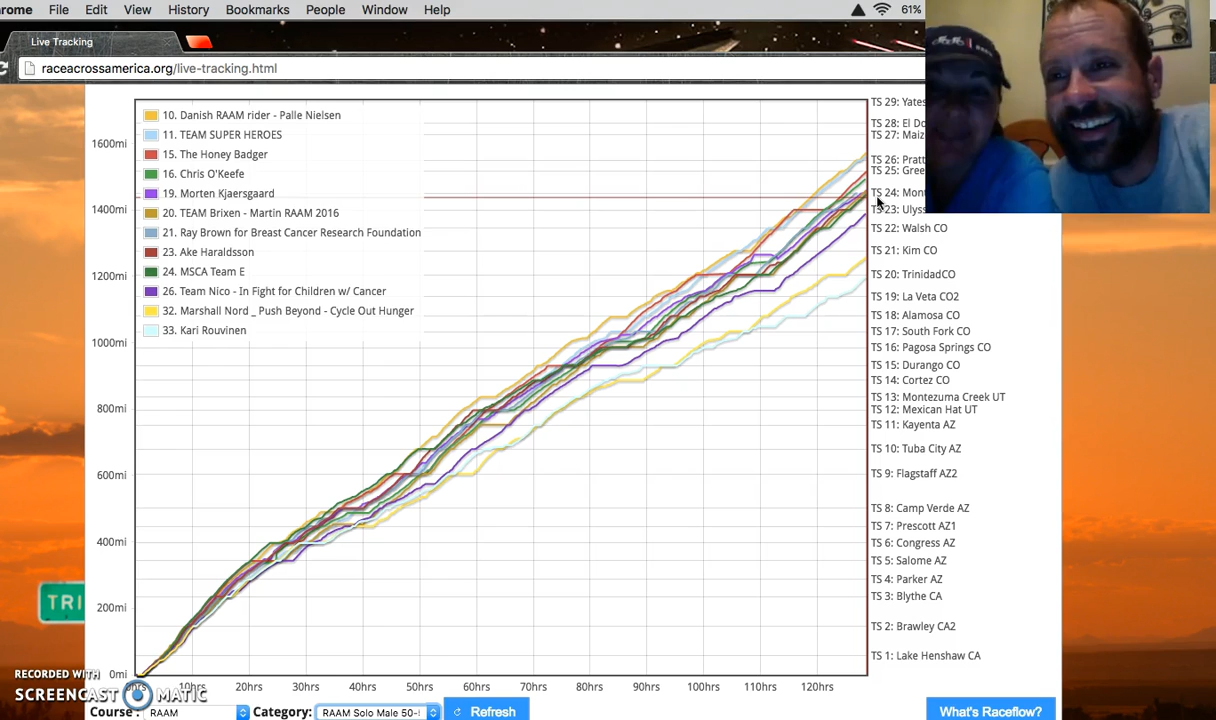 rome File Edit View History Bookmarks People Window Help 61%
Live Tracking
raceacrossamerica.org/live-tracking.html
10. Danish RAAM rider - Palle Nielsen
11. TEAM SUPER HEROES
15. The Honey Badger
16. Chris O'Keefe
19. Morten Kjaersgaard
20. TEAM Brixen - Martin RAAM 2016
21. Ray Brown for Breast Cancer Research Foundation
23. Ake Haraldsson
24. MSCA Team E
26. Team Nico - In Fight for Children w/ Cancer
32. Marshall Nord _ Push Beyond - Cycle Out Hunger
33. Kari Rouvinen
1600mi
1400mi
1200mi
1000mi
800mi
600mi
400mi
200mi
0mi
TS 29: Yates
TS 28: El Do
TS 27: Maiz
TS 26: Pratt
TS 25: Gree
TS 24: Mont
TS 23: Ulyss
TS 22: Walsh CO
TS 21: Kim CO
TS 20: TrinidadCO
TS 19: La Veta CO2
TS 18: Alamosa CO
TS 17: South Fork CO
TS 16: Pagosa Springs CO
TS 15: Durango CO
TS 14: Cortez CO
TS 13: Montezuma Creek UT
TS 12: Mexican Hat UT
TS 11: Kayenta AZ
TS 10: Tuba City AZ
TS 9: Flagstaff AZ2
TS 8: Camp Verde AZ
TS 7: Prescott AZ1
TS 6: Congress AZ
TS 5: Salome AZ
TS 4: Parker AZ
TS 3: Blythe CA
TS 2: Brawley CA2
TS 1: Lake Henshaw CA
TRI
10hrs 20hrs 30hrs 40hrs 50hrs 60hrs 70hrs 80hrs 90hrs 100hrs 110hrs 120hrs
RECORDED WITH
SCREENCAST MATIC
Course: RAAM Category: RAAM Solo Male 50- Refresh What's Raceflow?